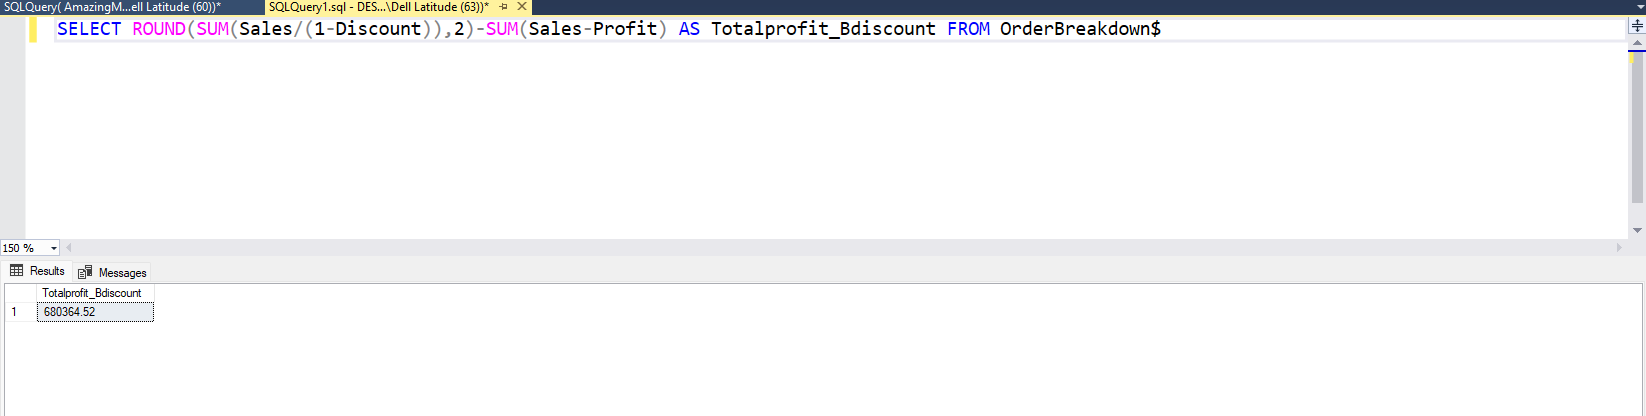 SQLQuery( AmazingM...ell Latitude (60))* SQLQuery1.sql - DES...\Dell Latitude (63))*
SELECT ROUND(SUM(Sales/(1-Discount)),2)-SUM(Sales-Profit) AS Totalprofit_Bdiscount FROM OrderBreakdown$
150 %
Results Messages
Totalprofit_Bdiscount
1 680364.52